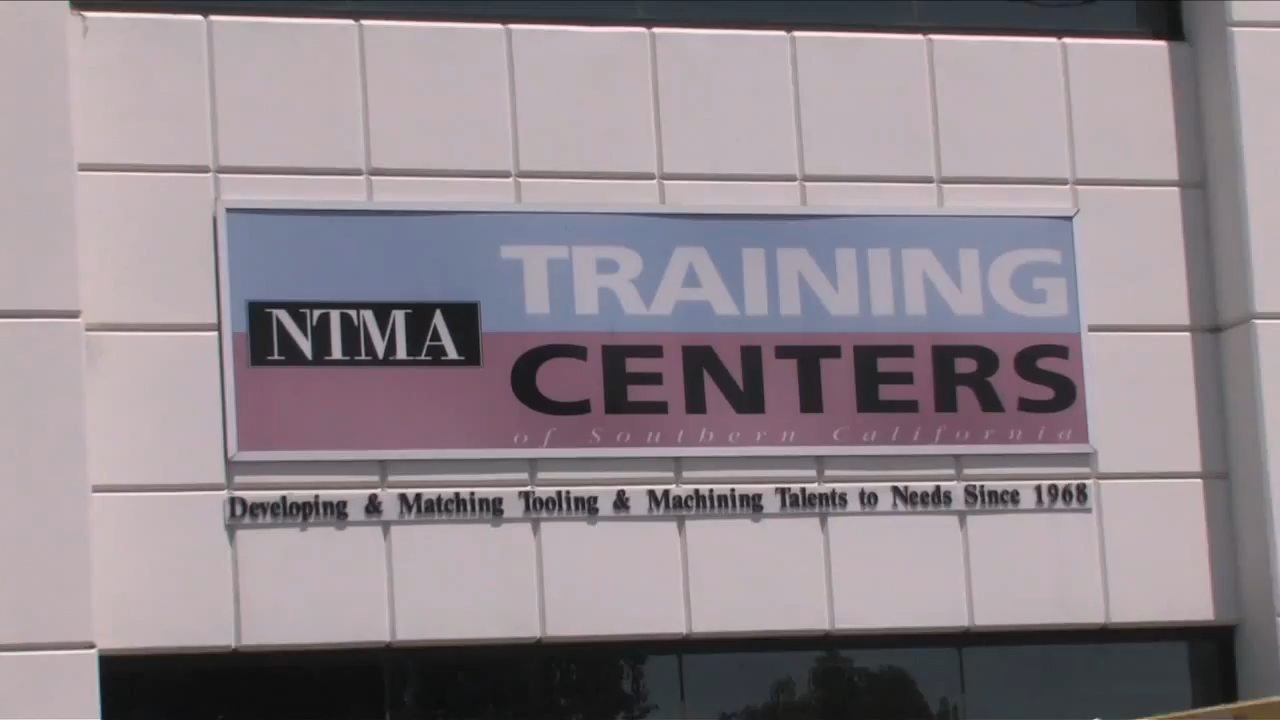 TRAINING
NTMA
CENTERS
of Southern California
Developing & Matching Tooling & Machining Talents to Needs Since 1968